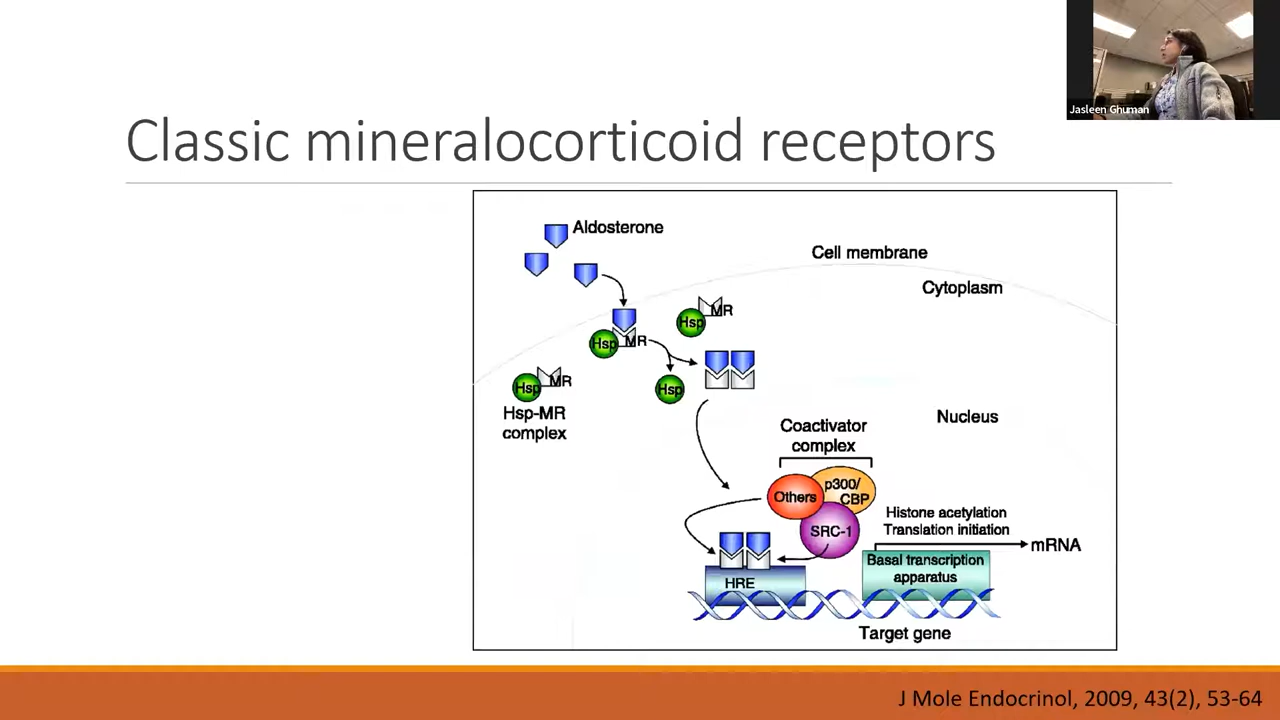 Jasleen Ghuman
Classic mineralocorticoid receptors
Aldosterone
Cell membrane
Cytoplasm
Hsp
MR
Hsp
MR
Hsp
MR
Hsp
Hsp-MR
complex
Nucleus
Coactivator
complex
Others
p300/
CBP
SRC-1
Histone acetylation
Translation initiation
mRNA
HRE
Basal transcription
apparatus
Target gene
J Mole Endocrinol, 2009, 43(2), 53-64